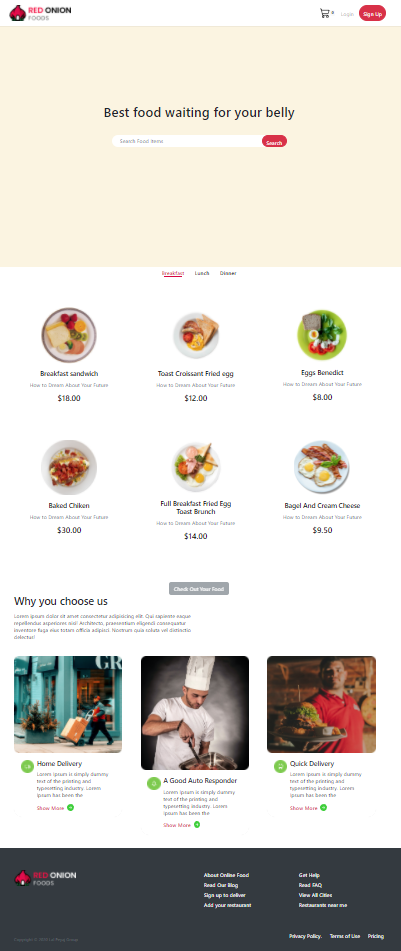 RED ONION
FOODS
0
Login
Sign Up
Best food waiting for your belly
Search Food Items
Search
Breakfast
Lunch
Dinner
Breakfast sandwich
How to Dream About Your Future
$18.00
Toast Croissant Fried egg
How to Dream About Your Future
$12.00
Eggs Benedict
How to Dream About Your Future
$8.00
Baked Chiken
How to Dream About Your Future
$30.00
Full Breakfast Fried Egg
Toast Brunch
How to Dream About Your Future
$14.00
Bagel And Cream Cheese
How to Dream About Your Future
$9.50
Check Out Your Food
Why you choose us
Lorem ipsum dolor sit amet consectetur adipisicing elit. Qui sapiente eaque
repellendus asperiores nisi? Architecto, praesentium eligendi consequatur
inventore fuga eius totam officia adipisci. Nostrum quia soluta vel distinctio
delectus!
GR
Home Delivery
Lorem Ipsum is simply dummy
text of the printing and
typesetting industry. Lorem
Ipsum has been the
Show More
A Good Auto Responder
Lorem Ipsum is simply dummy
text of the printing and
typesetting industry. Lorem
Ipsum has been the
Show More
Quick Delivery
Lorem Ipsum is simply dummy
text of the printing and
typesetting industry. Lorem
Ipsum has been the
Show More
RED ONION
FOODS
About Online Food
Read Our Blog
Sign up to deliver
Add your restaurant
Get Help
Read FAQ
View All Cities
Restaurants near me
Privacy Policy.
Terms of Use
Pricing